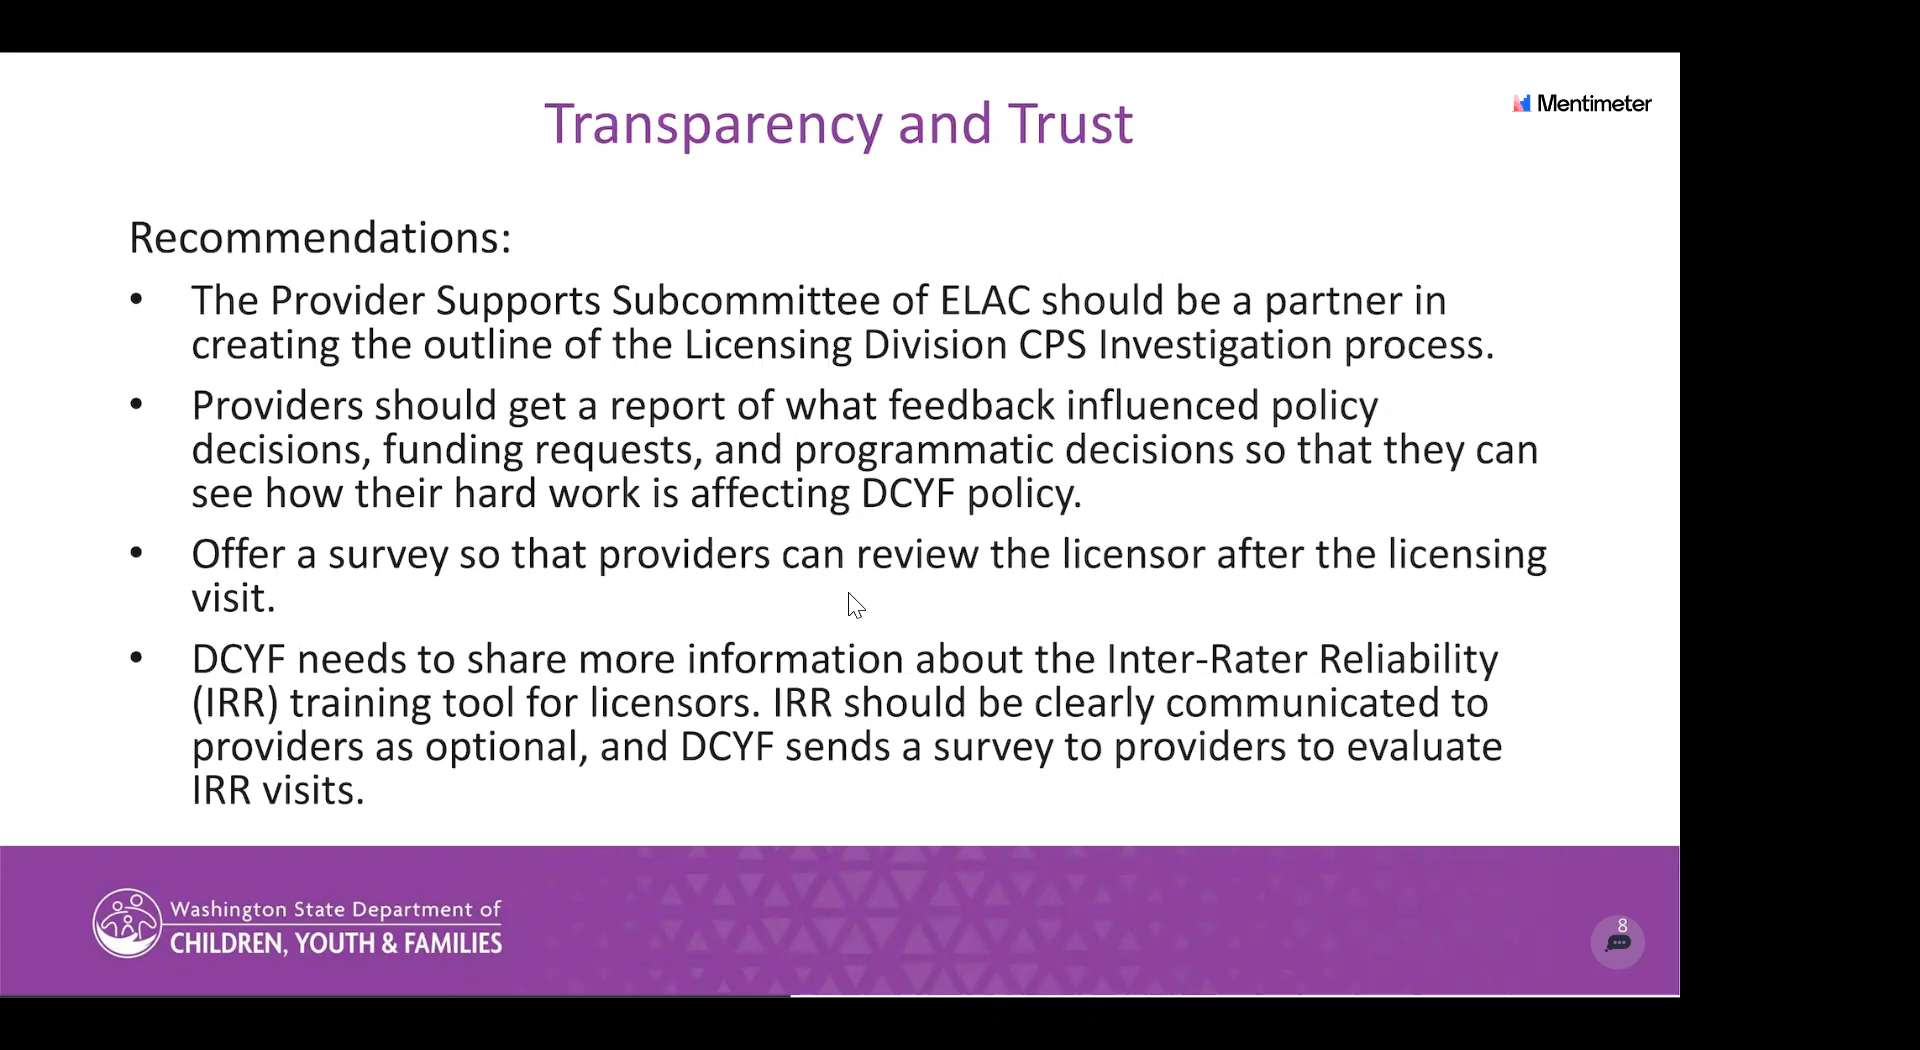 Transparency and Trust
Mentimeter
Recommendations:
• The Provider Supports Subcommittee of ELAC should be a partner in
creating the outline of the Licensing Division CPS Investigation process.
• Providers should get a report of what feedback influenced policy
decisions, funding requests, and programmatic decisions so that they can
see how their hard work is affecting DCYF policy.
• Offer a survey so that providers can review the licensor after the licensing
visit.
• DCYF needs to share more information about the Inter-Rater Reliability
(IRR) training tool for licensors. IRR should be clearly communicated to
providers as optional, and DCYF sends a survey to providers to evaluate
IRR visits.
Washington State Department of
CHILDREN, YOUTH & FAMILIES
8